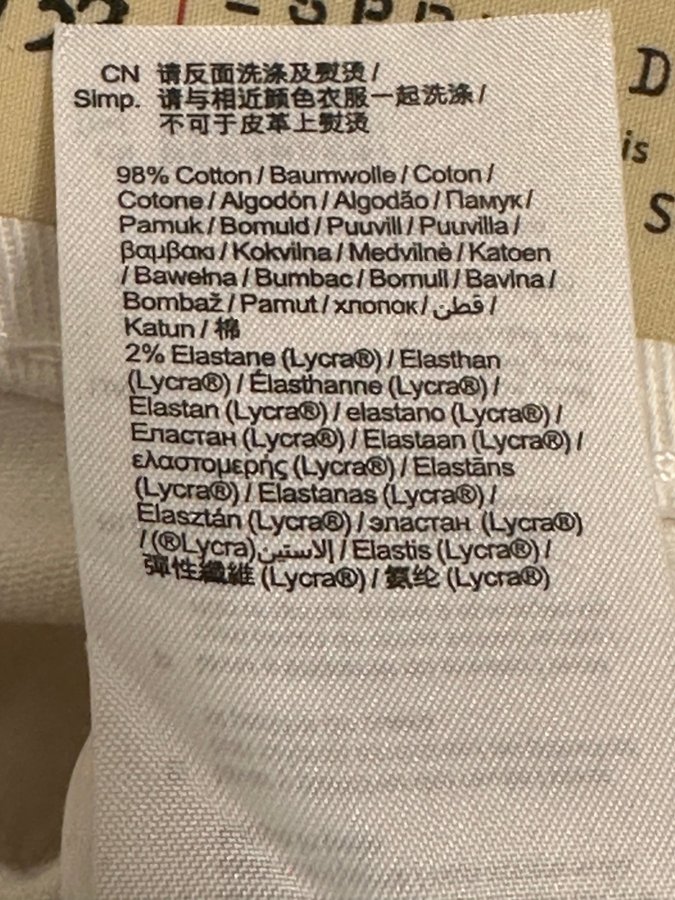 D
is
S
CN 请反面洗涤及熨烫/
Simp. 请与相近颜色衣服一起洗涤/
不可于皮革上熨烫
98% Cotton / Baumwolle / Coton /
Cotone / Algodón / Algodão / Памук /
Pamuk / Bomuld / Puuvill / Puuvilla /
βαμβακι / Kokvilna / Medvilnė / Katoen
/ Bawełna / Bumbac / Bomull / Bavlna /
Bombaž / Pamut / хлопок / قطن /
Katun / 棉
2% Elastane (Lycra®) / Elasthan
(Lycra®) / Élasthanne (Lycra®) /
Elastan (Lycra®) / elastano (Lycra®) /
Еластан (Lycra®) / Elastaan (Lycra®) /
ελαστομερής (Lycra®) / Elastāns
(Lycra®) / Elastanas (Lycra®) /
Elasztán (Lycra®) / эластан (Lycra®)
/ إلاستين(Lycra®) / Elastis (Lycra®) /
彈性纖維 (Lycra®) / 氨纶 (Lycra®)